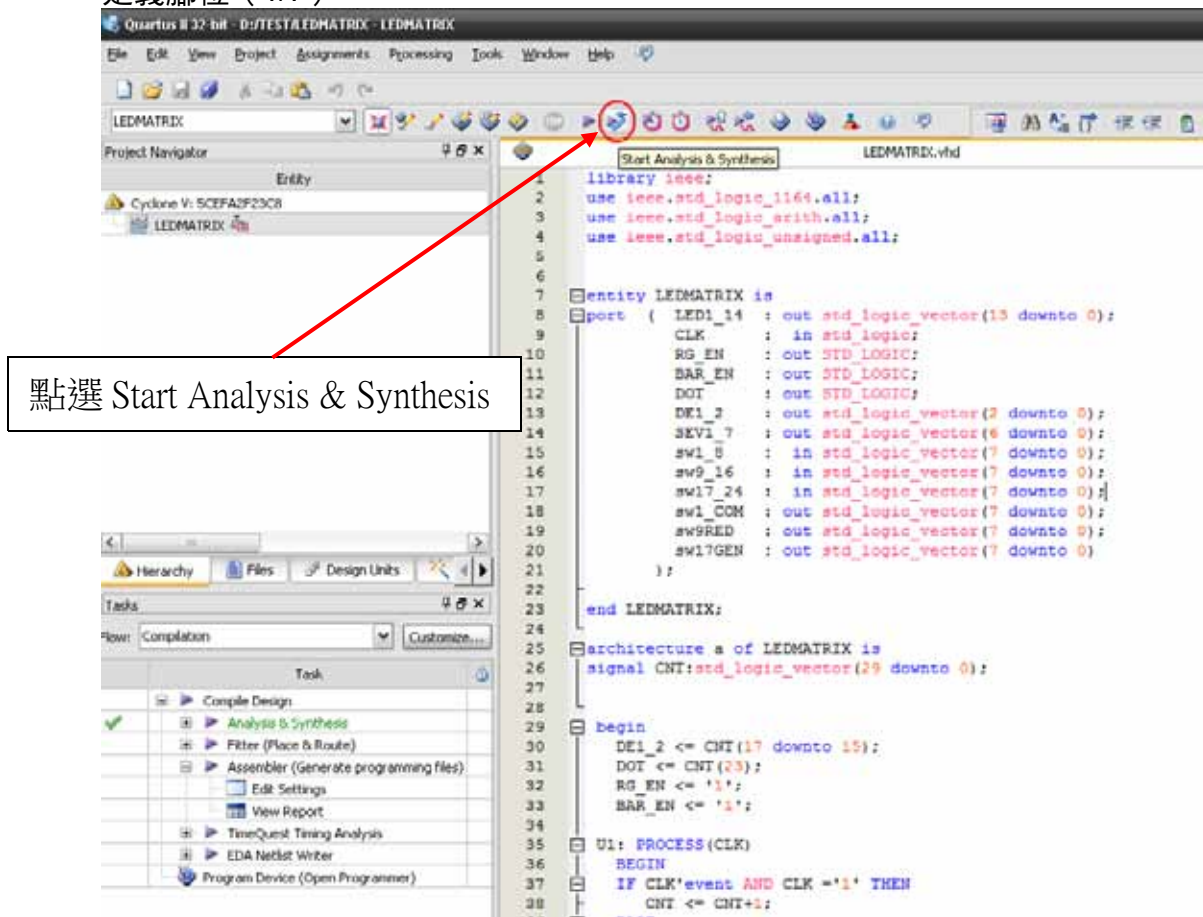 Quartus II 32-bit - D:/TEST/LEDMATRIX - LEDMATRIX
File Edit View Project Assignments Processing Tools Window Help
LEDMATRIX
Project Navigator
Entity
Cyclone V: 5CEFA2F23C8
LEDMATRIX
Hierarchy Files Design Units
Tasks
Flow: Compilation Customize...
Task
Compile Design
Analysis & Synthesis
Fitter (Place & Route)
Assembler (Generate programming files)
Edit Settings
View Report
TimeQuest Timing Analysis
EDA Netlist Writer
Program Device (Open Programmer)
點選 Start Analysis & Synthesis
Start Analysis & Synthesis
LEDMATRIX.vhd
1 library ieee;
2 use ieee.std_logic_1164.all;
3 use ieee.std_logic_arith.all;
4 use ieee.std_logic_unsigned.all;
5
6
7 entity LEDMATRIX is
8 port ( LED1_14 : out std_logic_vector(13 downto 0);
9 CLK : in std_logic;
10 RG_EN : out STD_LOGIC;
11 BAR_EN : out STD_LOGIC;
12 DOT : out STD_LOGIC;
13 DE1_2 : out std_logic_vector(2 downto 0);
14 SEV1_7 : out std_logic_vector(6 downto 0);
15 sw1_8 : in std_logic_vector(7 downto 0);
16 sw9_16 : in std_logic_vector(7 downto 0);
17 sw17_24 : in std_logic_vector(7 downto 0);
18 sw1_COM : out std_logic_vector(7 downto 0);
19 sw9RED : out std_logic_vector(7 downto 0);
20 sw17GEN : out std_logic_vector(7 downto 0)
21 );
22
23 end LEDMATRIX;
24
25 architecture a of LEDMATRIX is
26 signal CNT:std_logic_vector(29 downto 0);
27
28
29 begin
30 DE1_2 <= CNT(17 downto 15);
31 DOT <= CNT(23);
32 RG_EN <= '1';
33 BAR_EN <= '1';
34
35 U1: PROCESS(CLK)
36 BEGIN
37 IF CLK'event AND CLK ='1' THEN
38 CNT <= CNT+1;